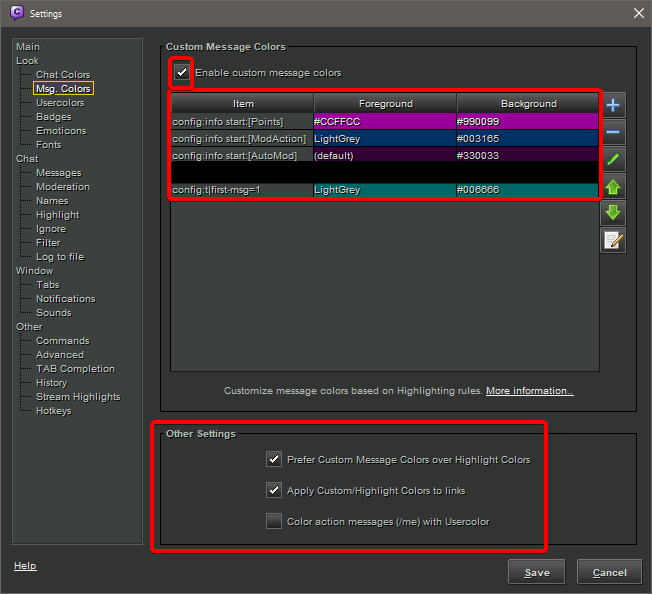 Settings
Main
Look
Chat Colors
Msg. Colors
Usercolors
Badges
Emoticons
Fonts
Chat
Messages
Moderation
Names
Highlight
Ignore
Filter
Log to file
Window
Tabs
Notifications
Sounds
Other
Commands
Advanced
TAB Completion
History
Stream Highlights
Hotkeys
Help
Custom Message Colors
Enable custom message colors
Item Foreground Background
config:info start:[Points] #CCFFCC #990099
config:info start:[ModAction] LightGrey #003165
config:info start:[AutoMod] (default) #330033
config:t|first-msg=1 LightGrey #006666
Customize message colors based on Highlighting rules. More information..
Other Settings
Prefer Custom Message Colors over Highlight Colors
Apply Custom/Highlight Colors to links
Color action messages (/me) with Usercolor
Save Cancel